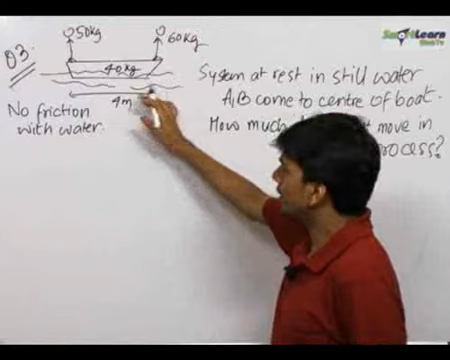 50kg
60kg
Q3.
40kg
4m
No friction
with water.
System at rest in still water
A,B come to centre of boat.
How much move in
process?
SmartLearn